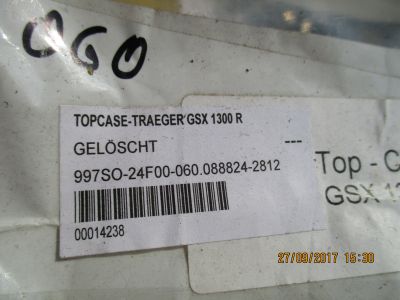 060
TOPCASE-TRAEGER GSX 1300 R
GELÖSCHT ---
997SO-24F00-060.088824-2812
00014238
Top - C
GSX 13
27/09/2017 15:30